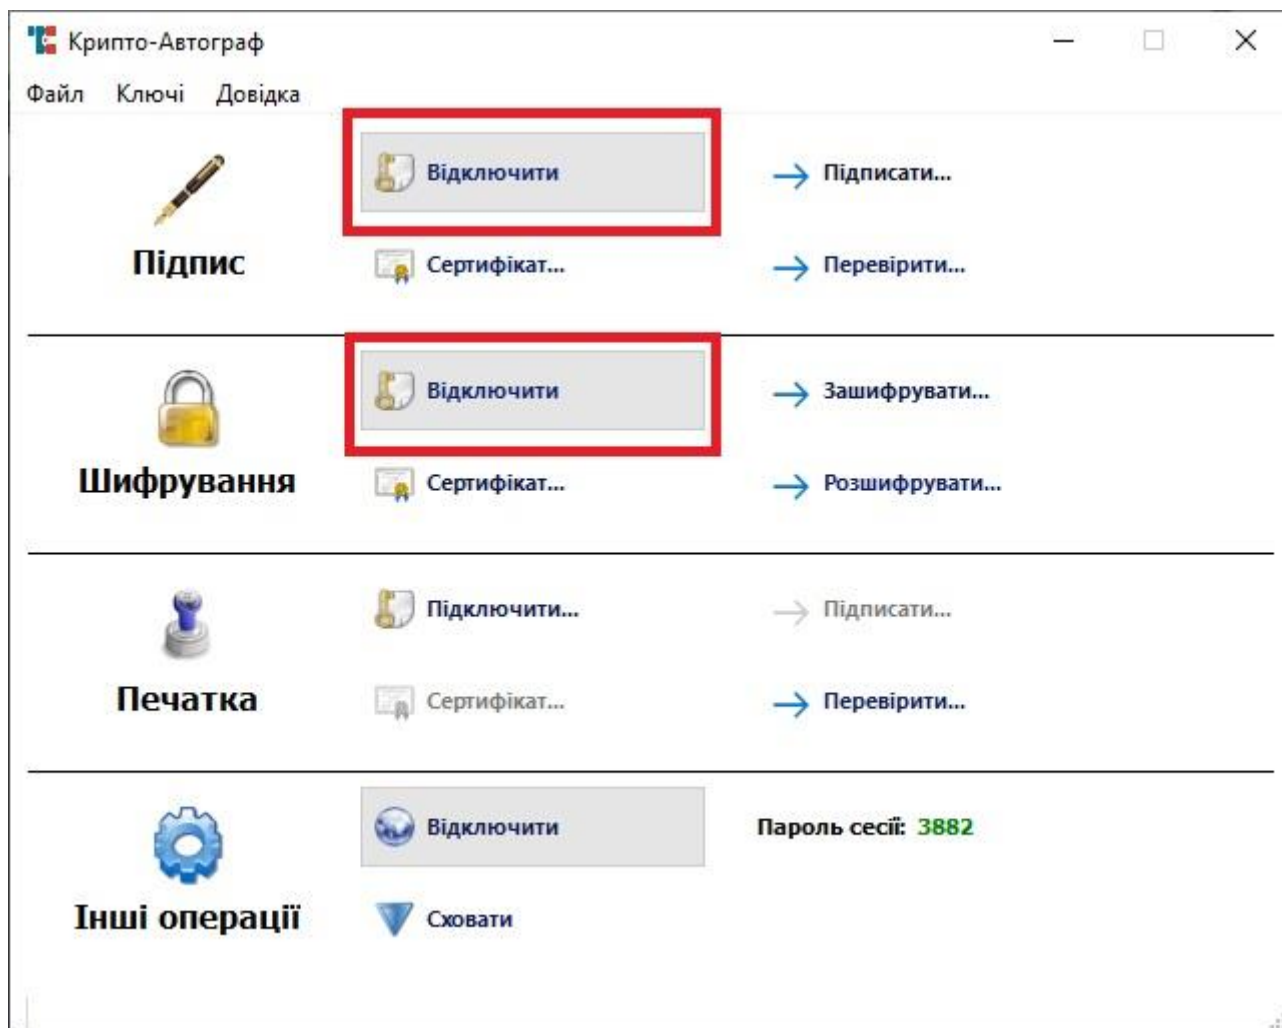 Крипто-Автограф
Файл Ключі Довідка
Відключити
Підписати...
Підпис
Сертифікат...
Перевірити...
Відключити
Зашифрувати...
Шифрування
Сертифікат...
Розшифрувати...
Підключити...
Підписати...
Печатка
Сертифікат...
Перевірити...
Відключити
Пароль сесії: 3882
Інші операції
Сховати